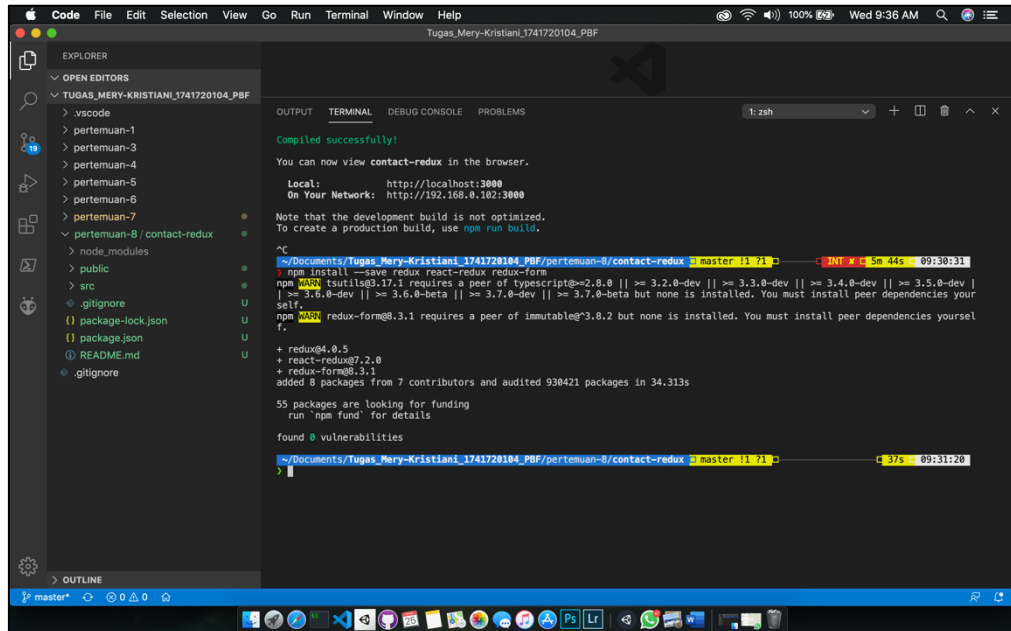 Code File Edit Selection View Go Run Terminal Window Help 100% Wed 9:36 AM
Tugas_Mery-Kristiani_1741720104_PBF
EXPLORER
OPEN EDITORS
TUGAS_MERY-KRISTIANI_1741720104_PBF
.vscode
pertemuan-1
pertemuan-3
pertemuan-4
pertemuan-5
pertemuan-6
pertemuan-7
pertemuan-8 / contact-redux
node_modules
public
src
.gitignore U
{} package-lock.json U
{} package.json U
README.md U
.gitignore
19
OUTLINE
OUTPUT TERMINAL DEBUG CONSOLE PROBLEMS 1: zsh
Compiled successfully!
You can now view contact-redux in the browser.
Local: http://localhost:3000
On Your Network: http://192.168.0.102:3000
Note that the development build is not optimized.
To create a production build, use npm run build.
^C
~/Documents/Tugas_Mery-Kristiani_1741720104_PBF/pertemuan-8/contact-redux master !1 ?1 INT ✘ 5m 44s 09:30:31
❯ npm install --save redux react-redux redux-form
npm WARN tsutils@3.17.1 requires a peer of typescript@>=2.8.0 || >= 3.2.0-dev || >= 3.3.0-dev || >= 3.4.0-dev || >= 3.5.0-dev |
| >= 3.6.0-dev || >= 3.6.0-beta || >= 3.7.0-dev || >= 3.7.0-beta but none is installed. You must install peer dependencies your
self.
npm WARN redux-form@8.3.1 requires a peer of immutable@^3.8.2 but none is installed. You must install peer dependencies yoursel
f.
+ redux@4.0.5
+ react-redux@7.2.0
+ redux-form@8.3.1
added 8 packages from 7 contributors and audited 930421 packages in 34.313s
55 packages are looking for funding
run `npm fund` for details
found 0 vulnerabilities
~/Documents/Tugas_Mery-Kristiani_1741720104_PBF/pertemuan-8/contact-redux master !1 ?1 37s 09:31:20
❯
master* 0 0
25 Ps Lr